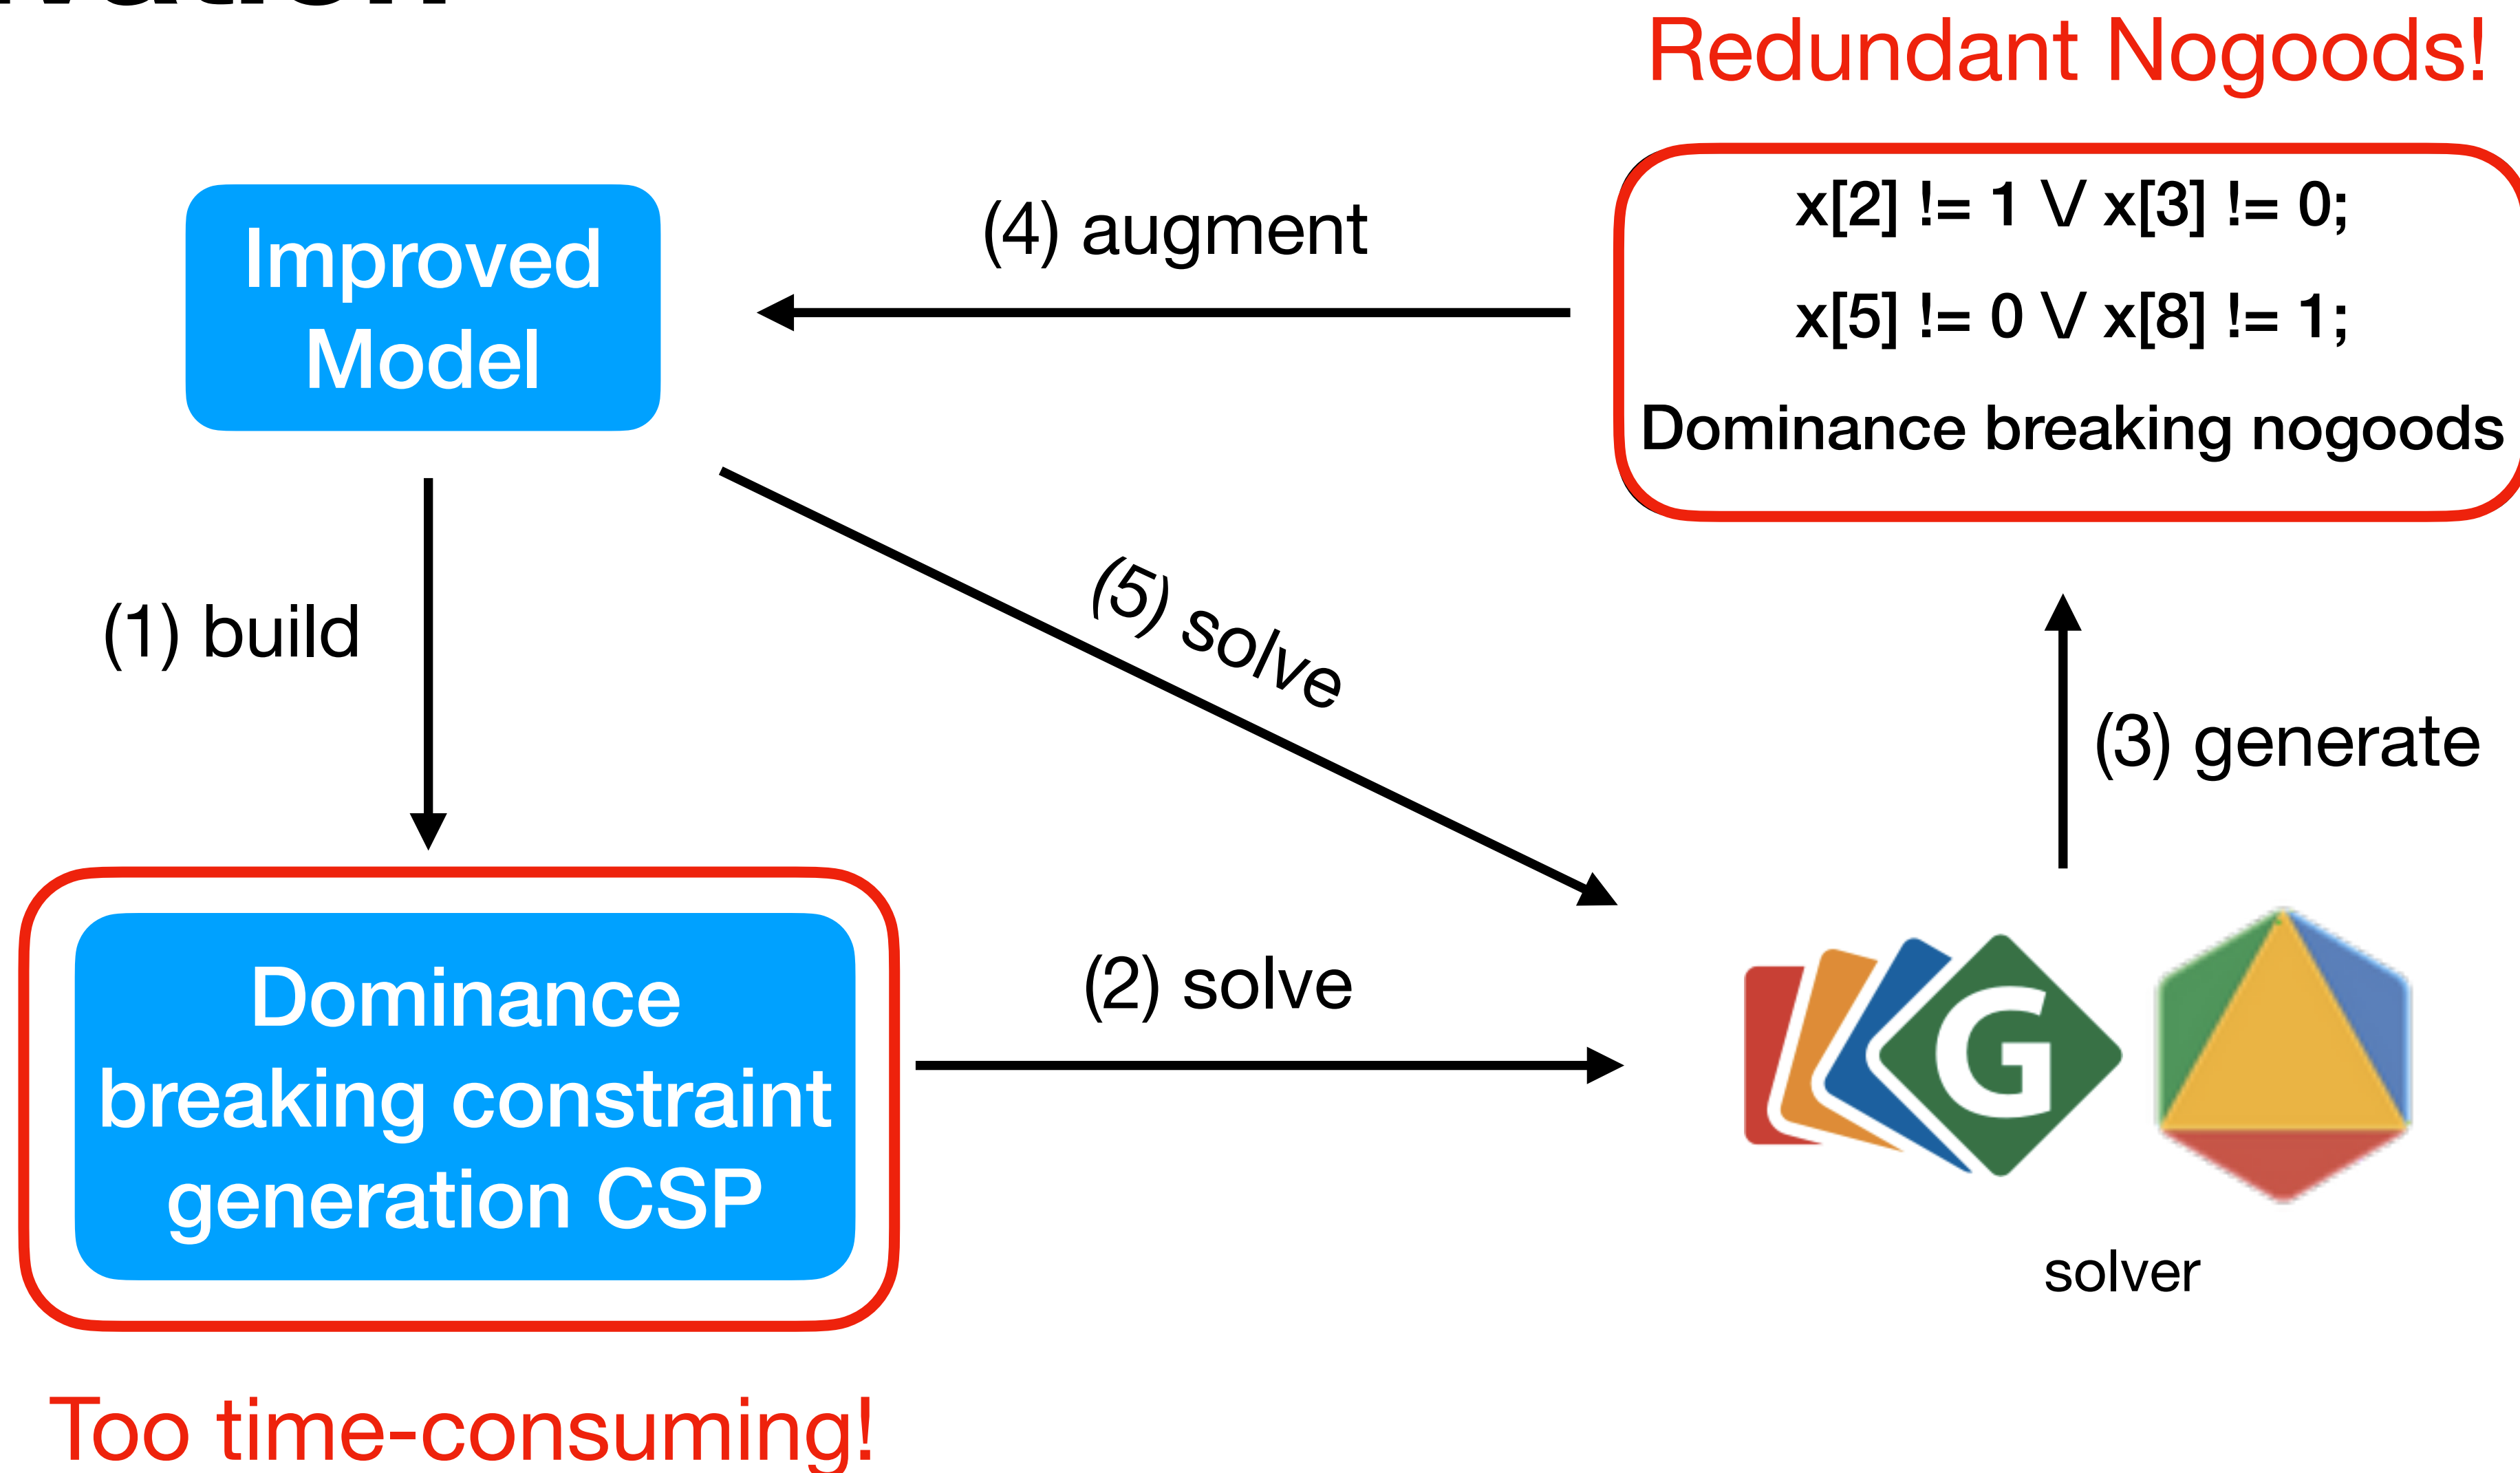 Redundant Nogoods!
x[2] != 1 ∨ x[3] != 0;
x[5] != 0 ∨ x[8] != 1;
Dominance breaking nogoods
(4) augment
Improved
Model
(1) build
(5) solve
(3) generate
Dominance
breaking constraint
generation CSP
(2) solve
G
solver
Too time-consuming!